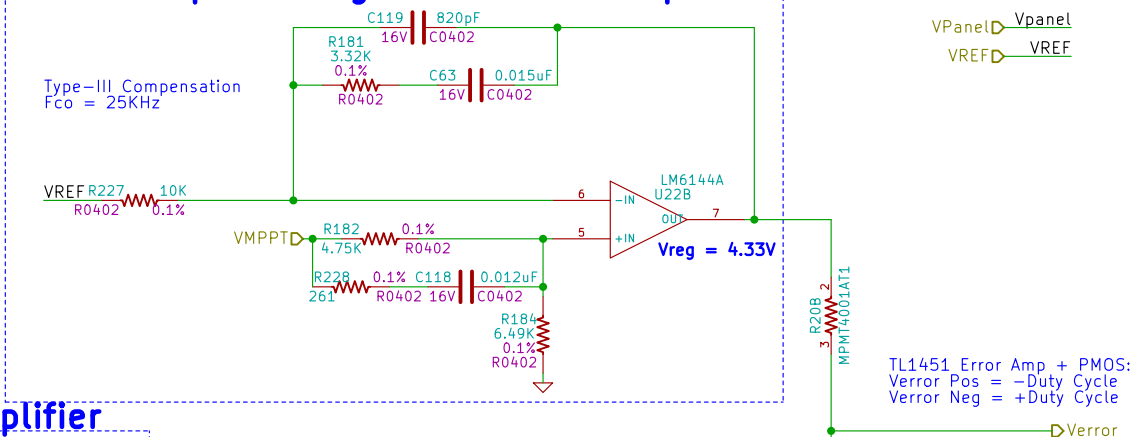 C119 820pF
16V C0402
R181
3.32K
0.1%
R0402
C63 0.015uF
16V C0402
VPanel Vpanel
VREF VREF
Type-III Compensation
Fco = 25KHz
VREF R227 10K
R0402 0.1%
6 -IN
LM6144A
U22B
OUT 7
5 +IN
Vreg = 4.33V
VMPPT
R182 0.1%
4.75K R0402
R228 0.1% C118 0.012uF
261 R0402 16V C0402
R184
6.49K
0.1%
R0402
2
R20B
MPMT4001AT1
3
TL1451 Error Amp + PMOS:
Verror Pos = -Duty Cycle
Verror Neg = +Duty Cycle
plifier
Verror